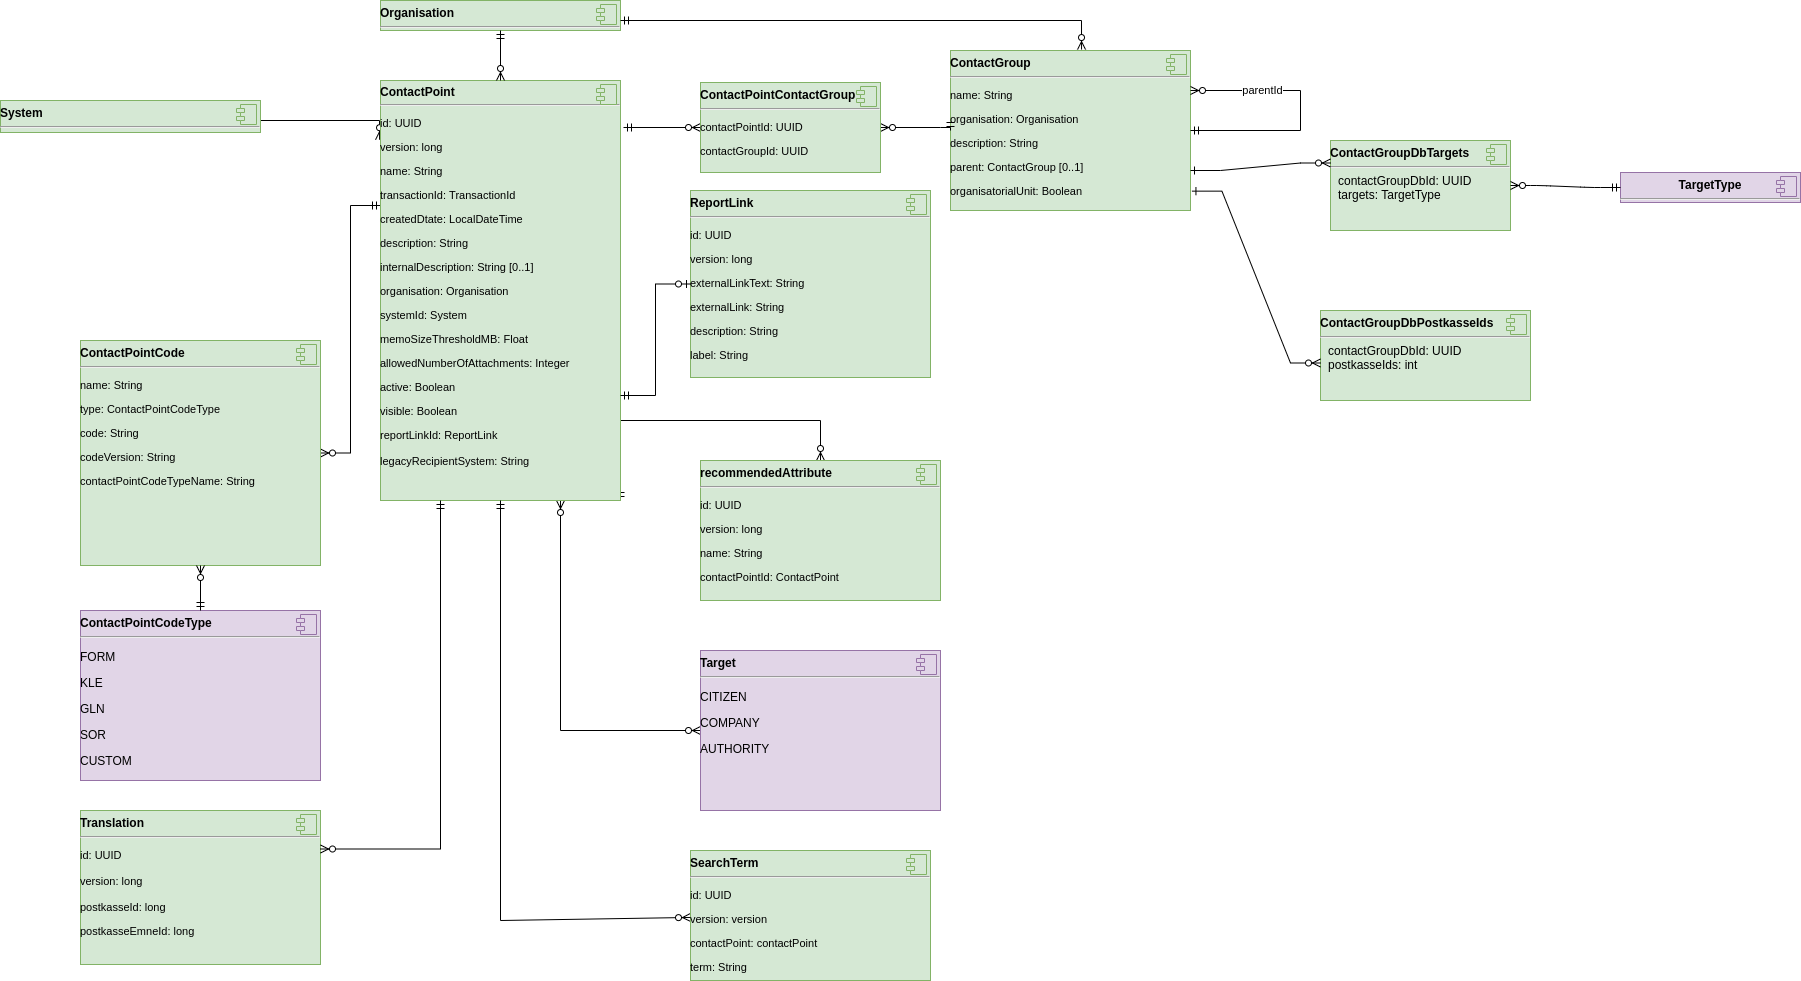 Organisation
System
ContactPoint
id: UUID
version: long
name: String
transactionId: TransactionId
createdDtate: LocalDateTime
description: String
internalDescription: String [0..1]
organisation: Organisation
systemId: System
memoSizeThresholdMB: Float
allowedNumberOfAttachments: Integer
active: Boolean
visible: Boolean
reportLinkId: ReportLink
legacyRecipientSystem: String
ContactPointContactGroup
contactPointId: UUID
contactGroupId: UUID
ContactGroup
name: String
organisation: Organisation
description: String
parent: ContactGroup [0..1]
organisatorialUnit: Boolean
parentId
ContactGroupDbTargets
contactGroupDbId: UUID
targets: TargetType
TargetType
ReportLink
id: UUID
version: long
externalLinkText: String
externalLink: String
description: String
label: String
ContactGroupDbPostkasseIds
contactGroupDbId: UUID
postkasseIds: int
ContactPointCode
name: String
type: ContactPointCodeType
code: String
codeVersion: String
contactPointCodeTypeName: String
recommendedAttribute
id: UUID
version: long
name: String
contactPointId: ContactPoint
ContactPointCodeType
FORM
KLE
GLN
SOR
CUSTOM
Target
CITIZEN
COMPANY
AUTHORITY
Translation
id: UUID
version: long
postkasseId: long
postkasseEmneId: long
SearchTerm
id: UUID
version: version
contactPoint: contactPoint
term: String